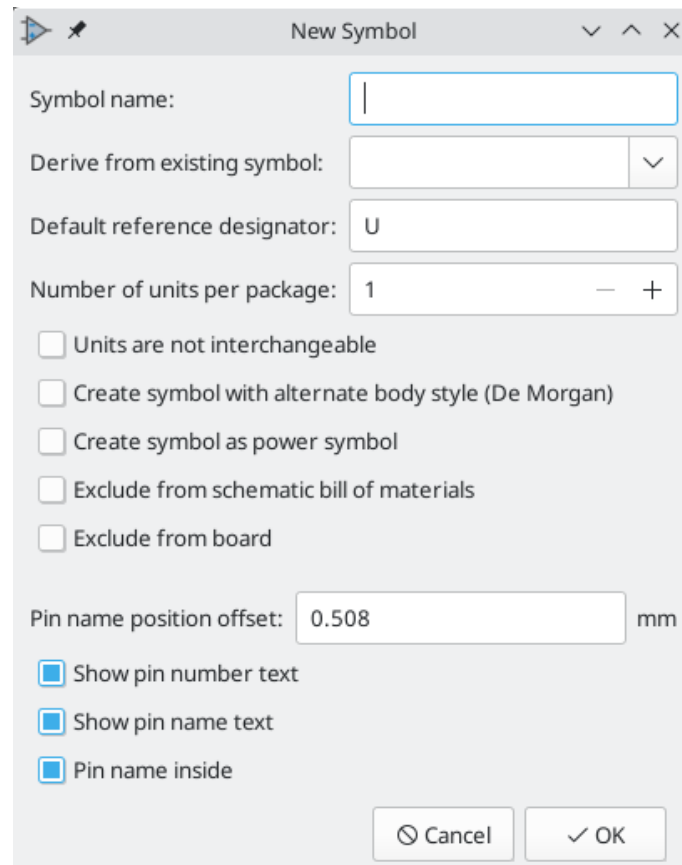 New Symbol
Symbol name:
Derive from existing symbol:
Default reference designator: U
Number of units per package: 1
Units are not interchangeable
Create symbol with alternate body style (De Morgan)
Create symbol as power symbol
Exclude from schematic bill of materials
Exclude from board
Pin name position offset: 0.508 mm
Show pin number text
Show pin name text
Pin name inside
Cancel OK